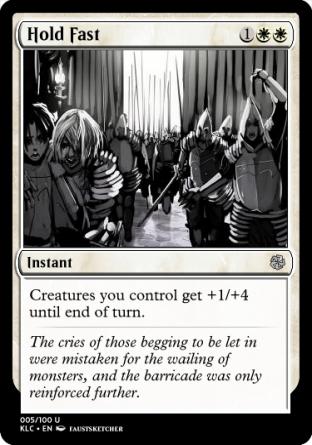 Hold Fast 1
Instant
Creatures you control get +1/+4
until end of turn.
The cries of those begging to be let in
were mistaken for the wailing of
monsters, and the barricade was only
reinforced further.
005/100 U
KLC • EN FAUSTSKETCHER